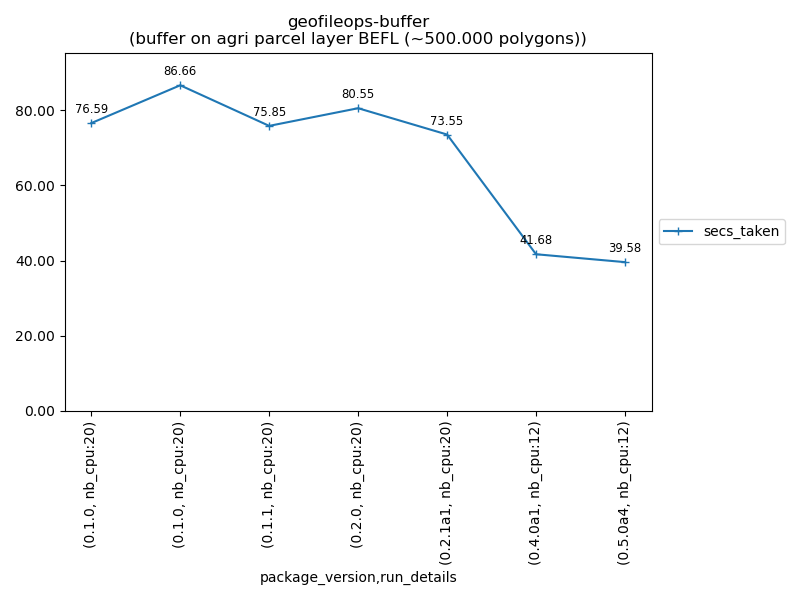 geofileops-buffer
(buffer on agri parcel layer BEFL (~500.000 polygons))
86.66
80.55
76.59
75.85
73.55
41.68
39.58
80.00
60.00
40.00
20.00
0.00
secs_taken
(0.1.0, nb_cpu:20)
(0.1.0, nb_cpu:20)
(0.1.1, nb_cpu:20)
(0.2.0, nb_cpu:20)
(0.2.1a1, nb_cpu:20)
(0.4.0a1, nb_cpu:12)
(0.5.0a4, nb_cpu:12)
package_version,run_details